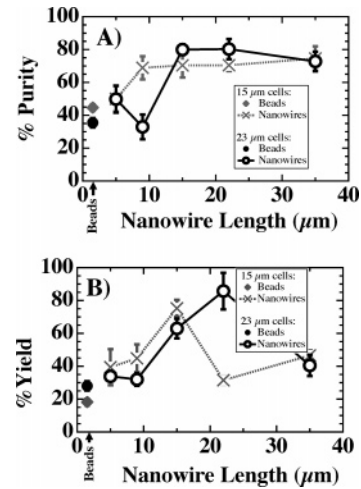 A)
100
80
60
40
20
0
% Purity
15 µm cells:
Beads
Nanowires
23 µm cells:
Beads
Nanowires
0
10
20
30
40
Beads
Nanowire Length (µm)
B)
100
80
60
40
20
0
%Yield
15 µm cells:
Beads
Nanowires
23 µm cells:
Beads
Nanowires
0
10
20
30
40
Beads
Nanowire Length (µm)